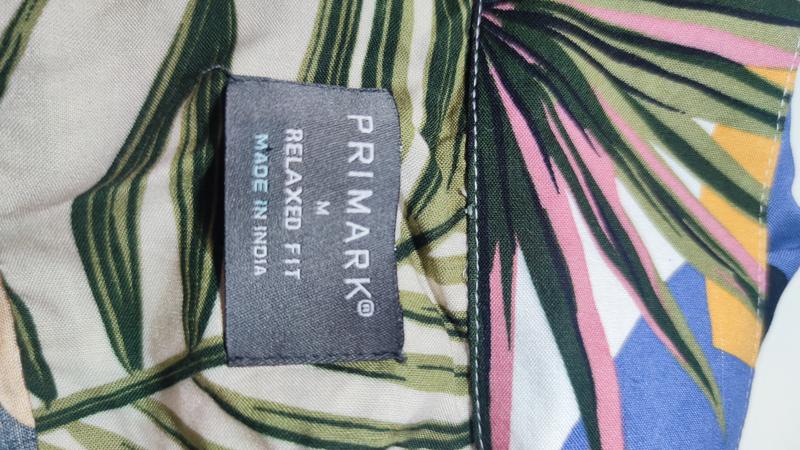 PRIMARK®
M
RELAXED FIT
MADE IN INDIA